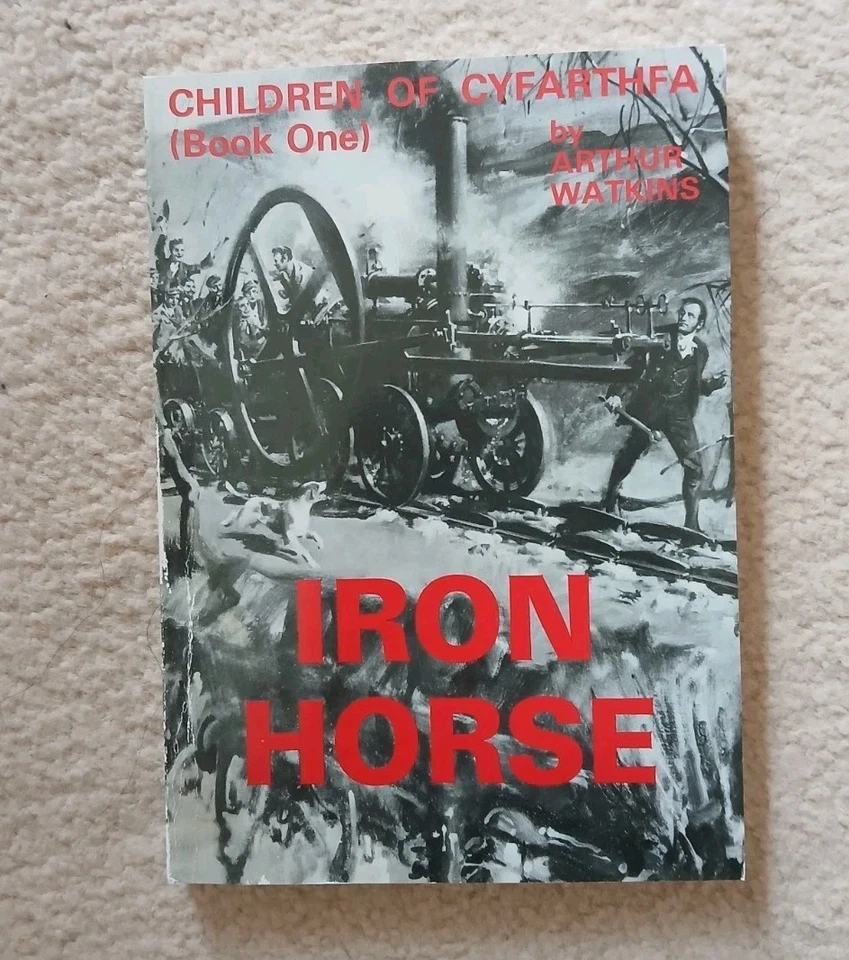 CHILDREN OF CYFARTHFA
(Book One)
by
ARTHUR
WATKINS
IRON
HORSE